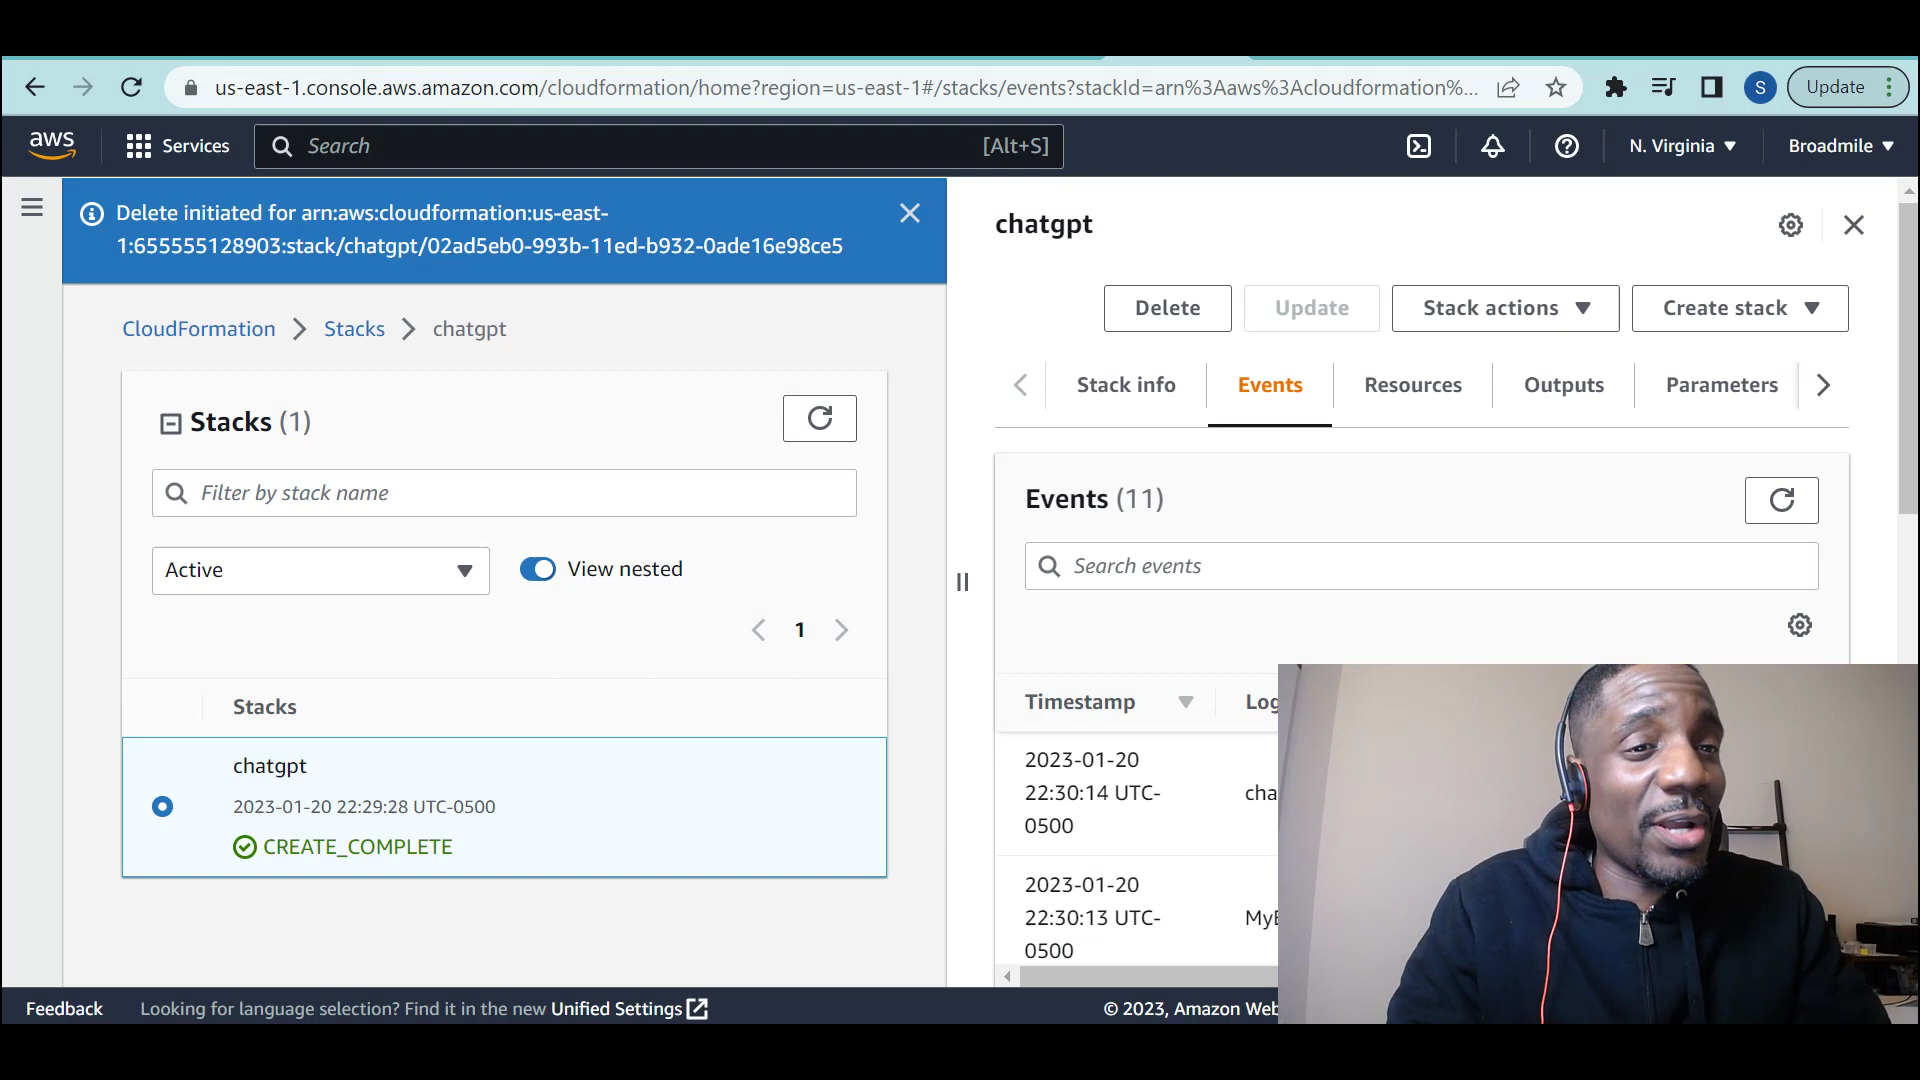 us-east-1.console.aws.amazon.com/cloudformation/home?region=us-east-1#/stacks/events?stackId=arn%3Aaws%3Acloudformation%...
S
Update
aws
Services
Search
[Alt+S]
N. Virginia
Broadmile
Delete initiated for arn:aws:cloudformation:us-east-
1:655555128903:stack/chatgpt/02ad5eb0-993b-11ed-b932-0ade16e98ce5
CloudFormation
Stacks
chatgpt
Stacks (1)
Filter by stack name
Active
View nested
1
Stacks
chatgpt
2023-01-20 22:29:28 UTC-0500
CREATE_COMPLETE
chatgpt
Delete
Update
Stack actions
Create stack
Stack info
Events
Resources
Outputs
Parameters
Events (11)
Search events
Timestamp
Log
2023-01-20
22:30:14 UTC-
0500
cha
2023-01-20
22:30:13 UTC-
0500
MyE
Feedback
Looking for language selection? Find it in the new Unified Settings
© 2023, Amazon Web